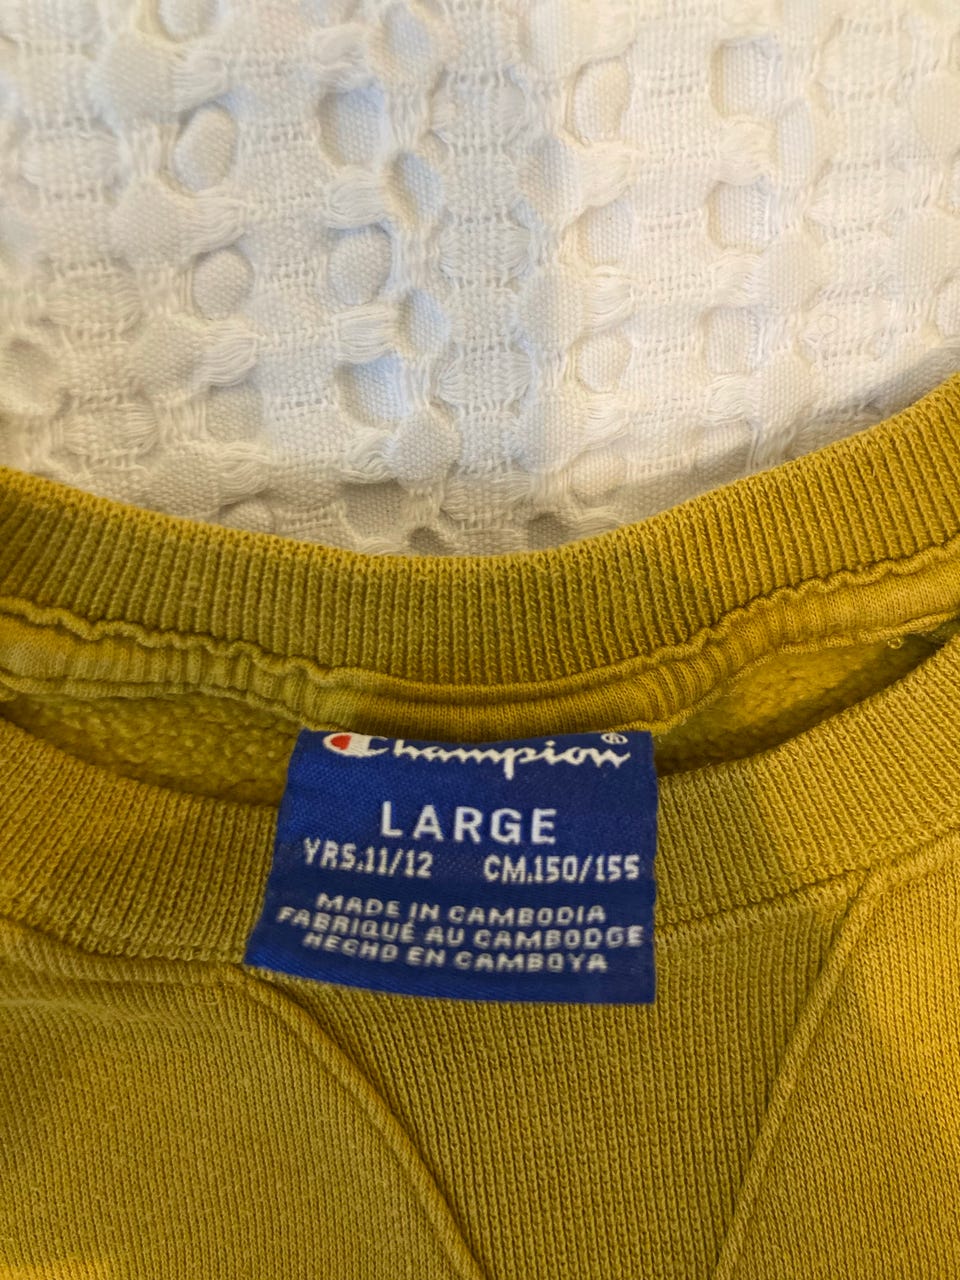 Champion®
LARGE
YRS.11/12 CM.150/155
MADE IN CAMBODIA
FABRIQUÉ AU CAMBODGE
HECHO EN CAMBOYA